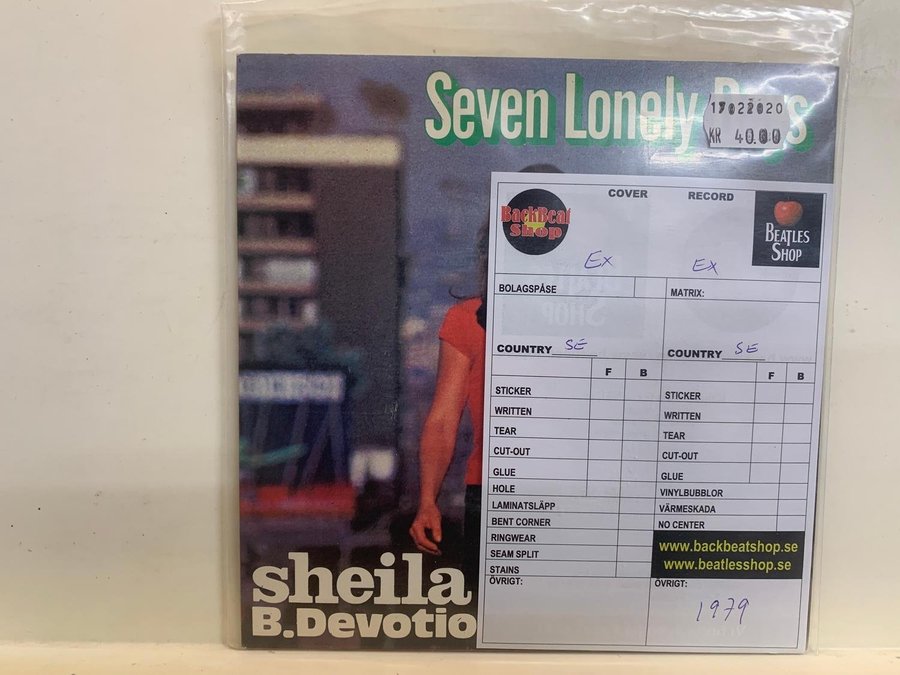 Seven Lonely
KR 40.00
COVER RECORD
BackBeat
Shop
BEATLES
SHOP
Ex Ex
BOLAGSPÅSE MATRIX:
COUNTRY SE COUNTRY SE
F B F B
STICKER STICKER
WRITTEN WRITTEN
TEAR TEAR
CUT-OUT CUT-OUT
GLUE GLUE
HOLE VINYLBUBBLOR
LAMINATSLÄPP VÄRMESKADA
BENT CORNER NO CENTER
RINGWEAR
SEAM SPLIT
STAINS
www.backbeatshop.se
www.beatlesshop.se
ÖVRIGT: ÖVRIGT:
1979
sheila
B.Devotio